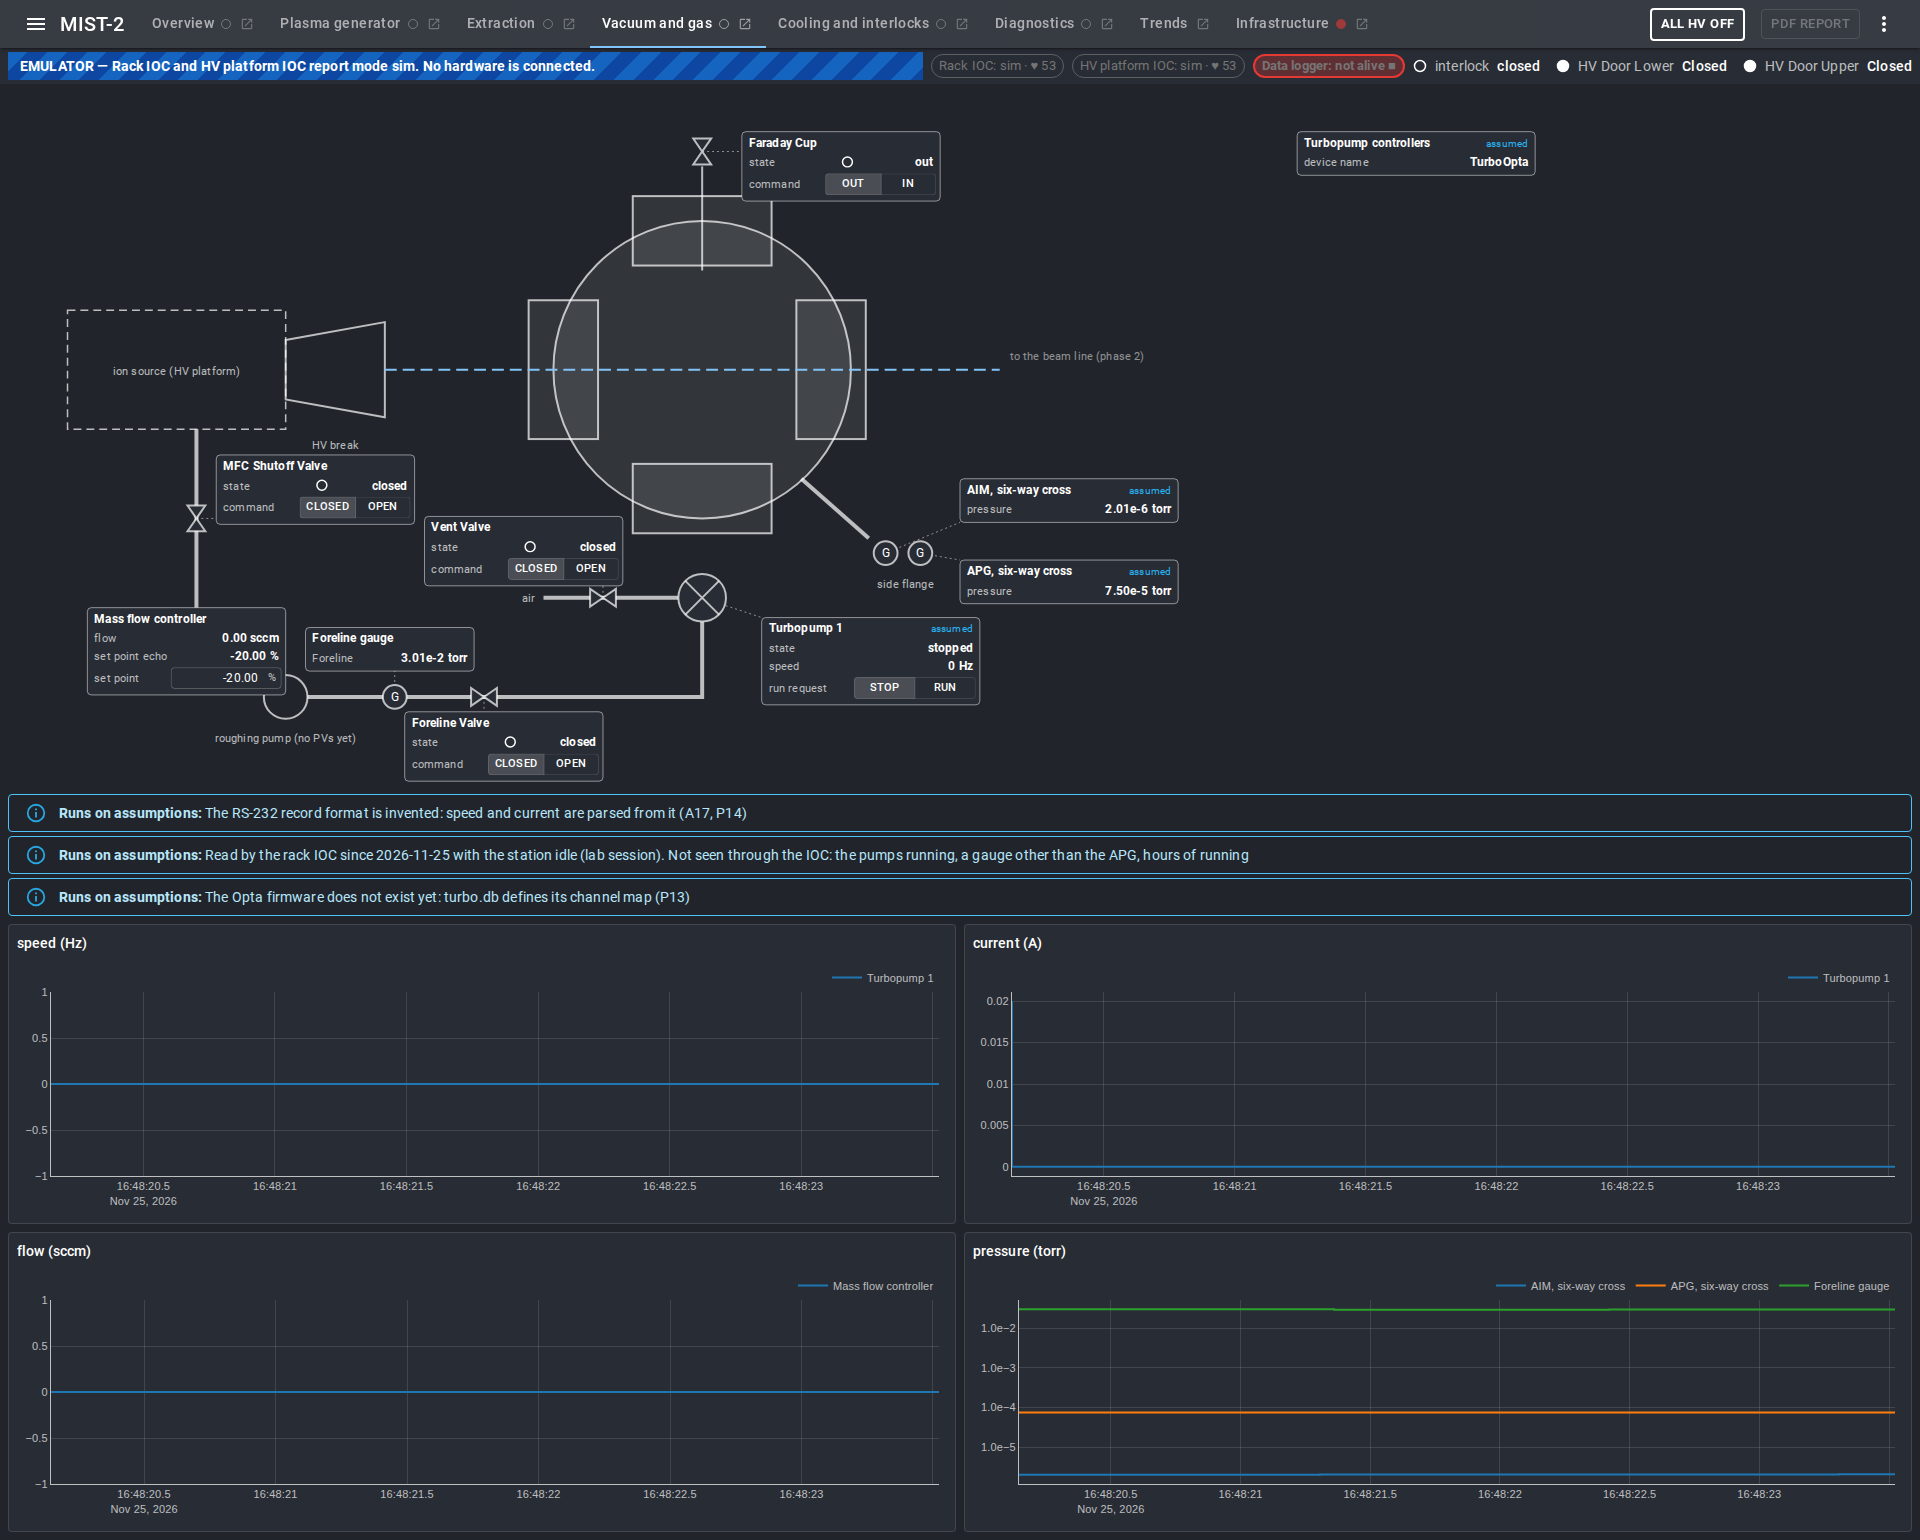 MIST-2
Overview
Plasma generator
Extraction
Vacuum and gas
Cooling and interlocks
Diagnostics
Trends
Infrastructure
ALL HV OFF
PDF REPORT
EMULATOR — Rack IOC and HV platform IOC report mode sim. No hardware is connected.
Rack IOC: sim · ♥ 53
HV platform IOC: sim · ♥ 53
Data logger: not alive ■
interlock closed
HV Door Lower Closed
HV Door Upper Closed
Faraday Cup
state out
command OUT IN
Turbopump controllers assumed
device name TurboOpta
to the beam line (phase 2)
ion source (HV platform)
HV break
MFC Shutoff Valve
state closed
command CLOSED OPEN
AIM, six-way cross assumed
pressure 2.01e-6 torr
Vent Valve
state closed
command CLOSED OPEN
G G
side flange
APG, six-way cross assumed
pressure 7.50e-5 torr
air
Mass flow controller
flow 0.00 sccm
set point echo -20.00 %
set point -20.00 %
Foreline gauge
Foreline 3.01e-2 torr
Turbopump 1 assumed
state stopped
speed 0 Hz
run request STOP RUN
G
roughing pump (no PVs yet)
Foreline Valve
state closed
command CLOSED OPEN
Runs on assumptions: The RS-232 record format is invented: speed and current are parsed from it (A17, P14)
Runs on assumptions: Read by the rack IOC since 2026-11-25 with the station idle (lab session). Not seen through the IOC: the pumps running, a gauge other than the APG, hours of running
Runs on assumptions: The Opta firmware does not exist yet: turbo.db defines its channel map (P13)
speed (Hz)
Turbopump 1
1
0.5
0
−0.5
−1
16:48:20.5 16:48:21 16:48:21.5 16:48:22 16:48:22.5 16:48:23
Nov 25, 2026
current (A)
Turbopump 1
0.02
0.015
0.01
0.005
0
16:48:20.5 16:48:21 16:48:21.5 16:48:22 16:48:22.5 16:48:23
Nov 25, 2026
flow (sccm)
Mass flow controller
1
0.5
0
−0.5
−1
16:48:20.5 16:48:21 16:48:21.5 16:48:22 16:48:22.5 16:48:23
Nov 25, 2026
pressure (torr)
AIM, six-way cross APG, six-way cross Foreline gauge
1.0e−2
1.0e−3
1.0e−4
1.0e−5
16:48:20.5 16:48:21 16:48:21.5 16:48:22 16:48:22.5 16:48:23
Nov 25, 2026